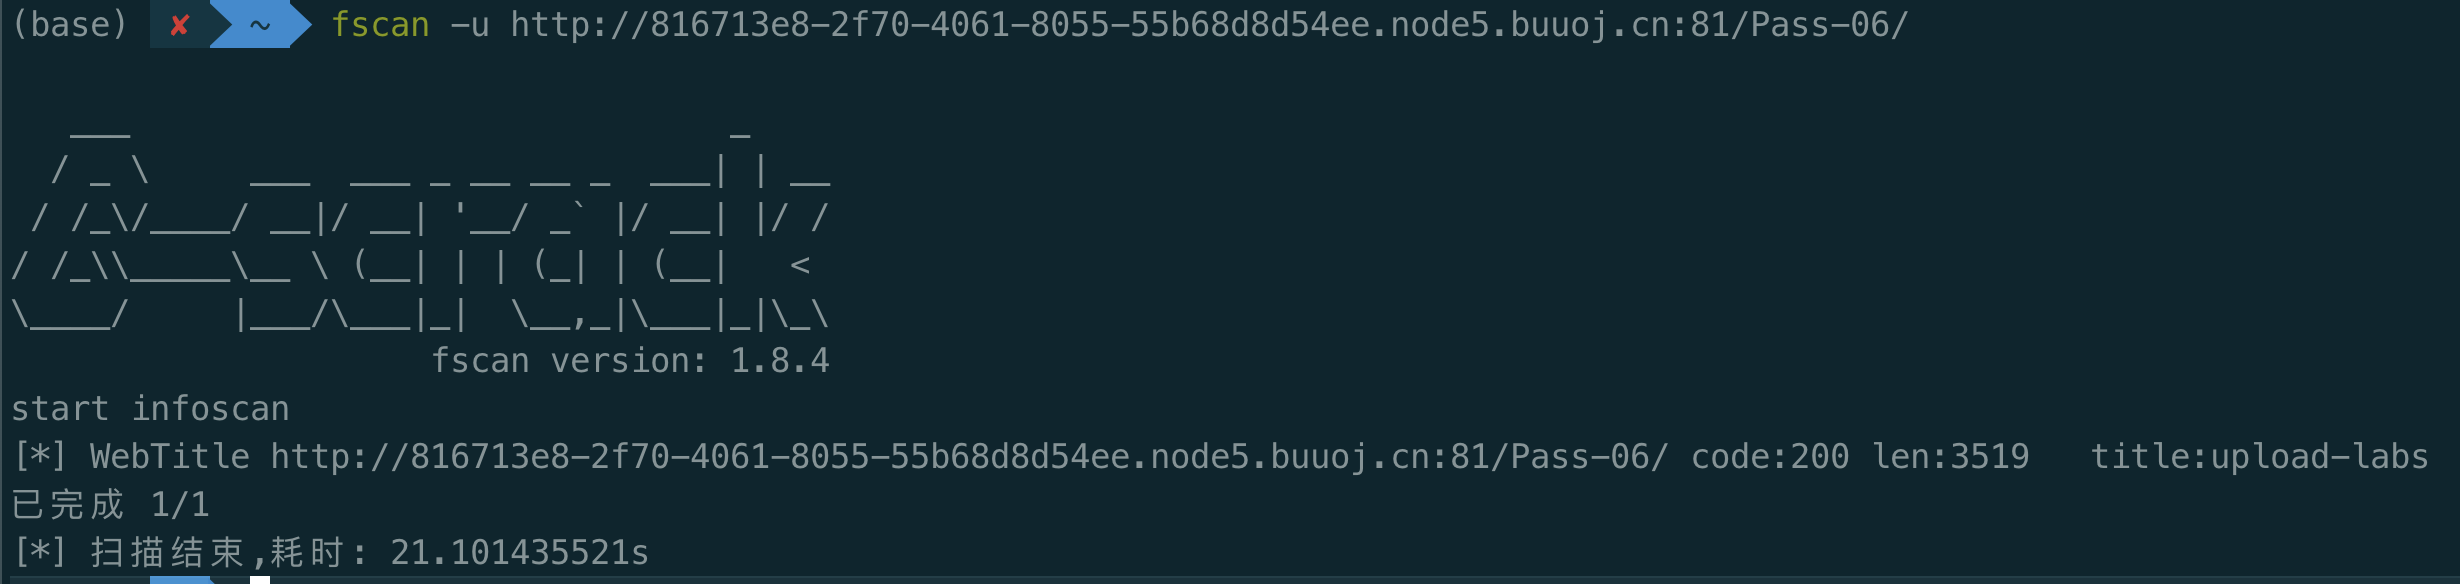 (base) ✘ ~ fscan -u http://816713e8-2f70-4061-8055-55b68d8d54ee.node5.buuoj.cn:81/Pass-06/
   ___                              _
  / _ \     ___  ___ _ __ __ _  ___| | __
 / /_\/____/ __|/ __| '__/ _` |/ __| |/ /
/ /_\\_____\__ \ (__| | | (_| | (__|   <
\____/     |___/\___|_|  \__,_|\___|_|\_\
                     fscan version: 1.8.4
start infoscan
[*] WebTitle http://816713e8-2f70-4061-8055-55b68d8d54ee.node5.buuoj.cn:81/Pass-06/ code:200 len:3519   title:upload-labs
已完成 1/1
[*] 扫描结束,耗时: 21.101435521s